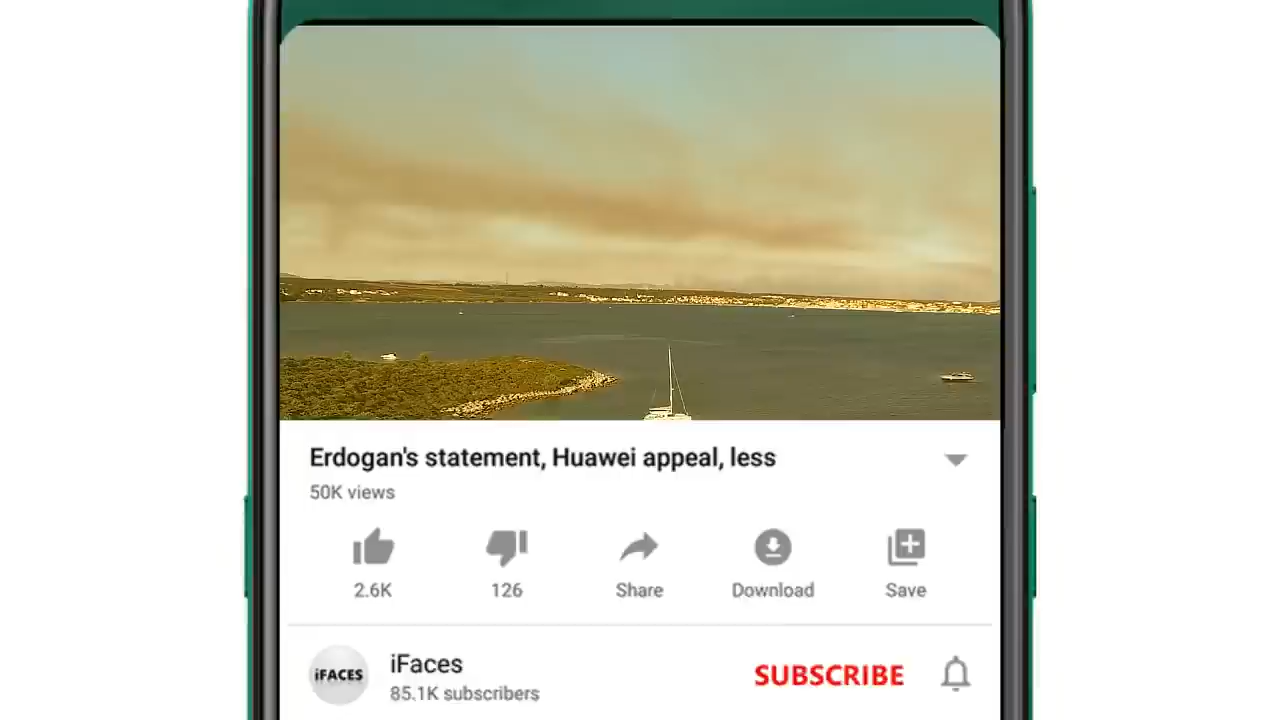 Erdogan's statement, Huawei appeal, less
50K views
2.6K
126
Share
Download
Save
iFACES
iFaces
85.1K subscribers
SUBSCRIBE